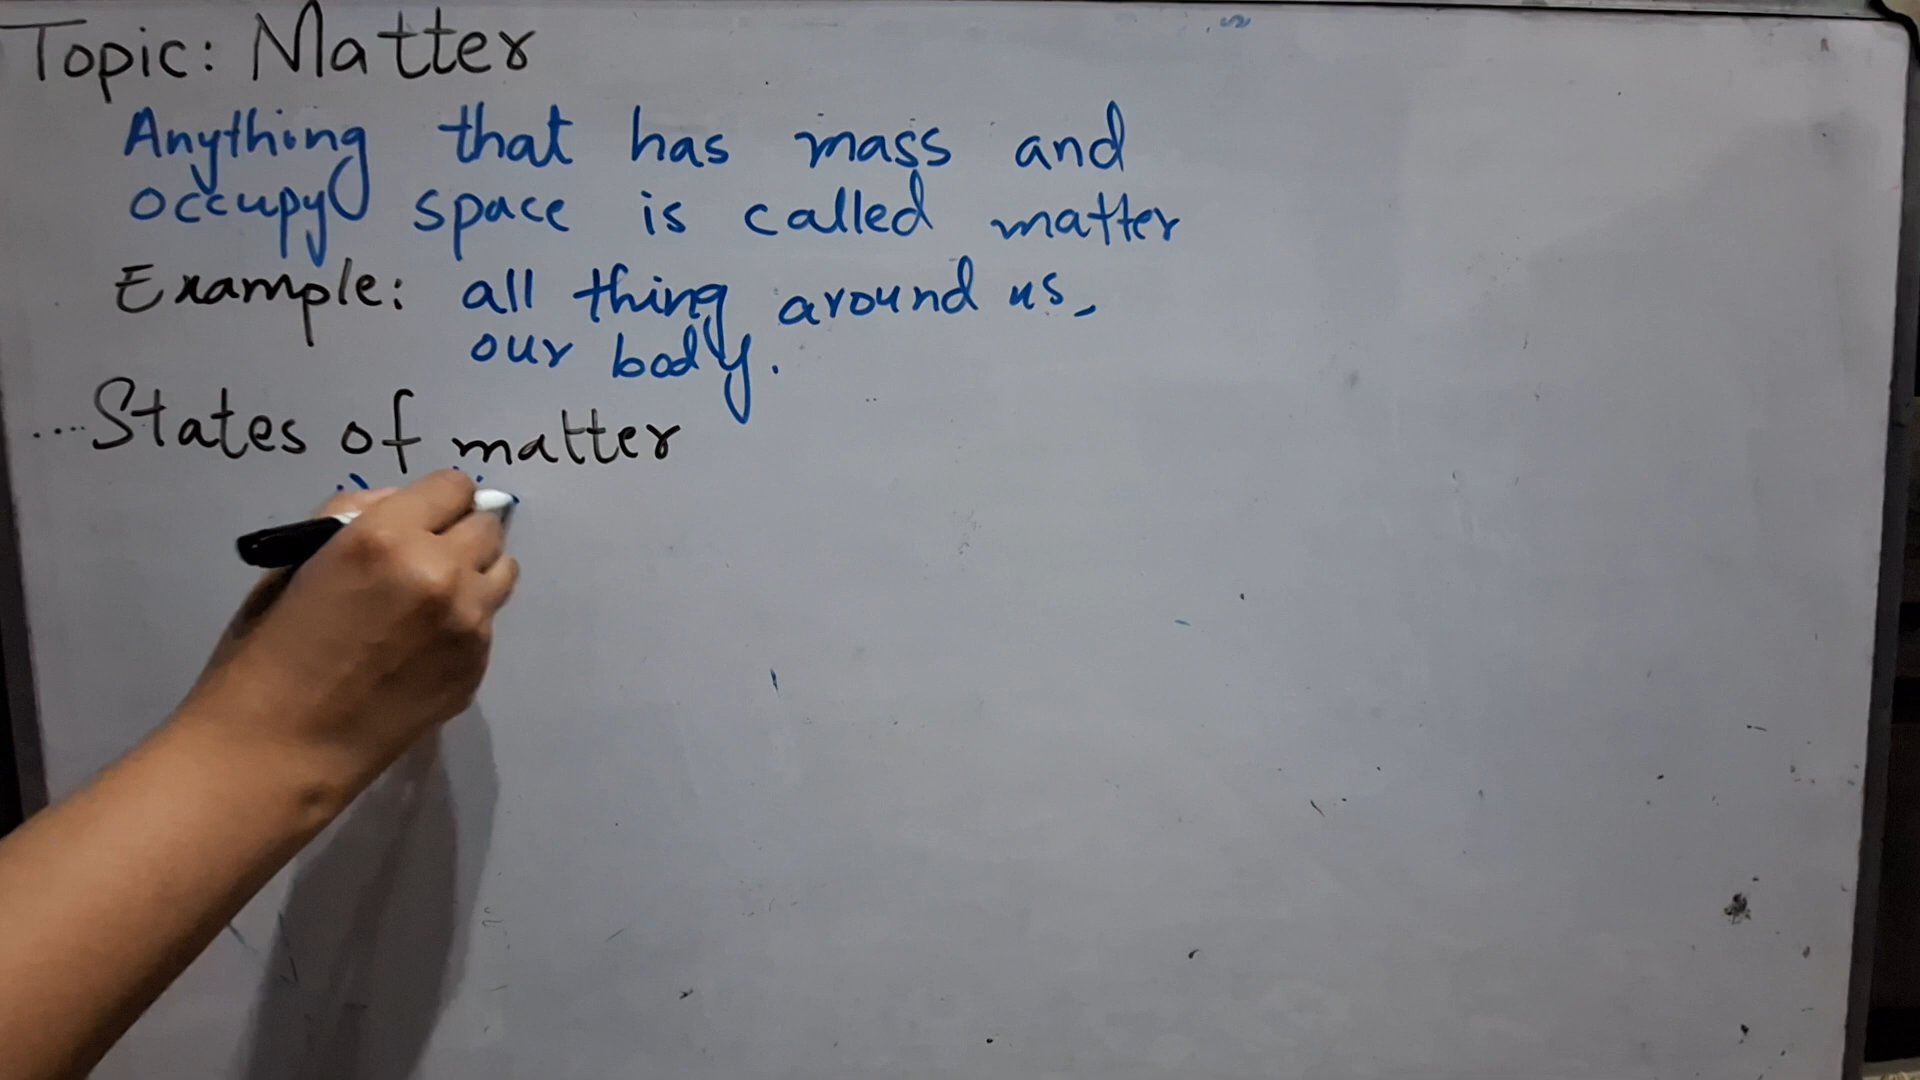 Topic: Matter
Anything that has mass and
occupy space is called matter
Example: all thing around us,
our body.
...States of matter
i)